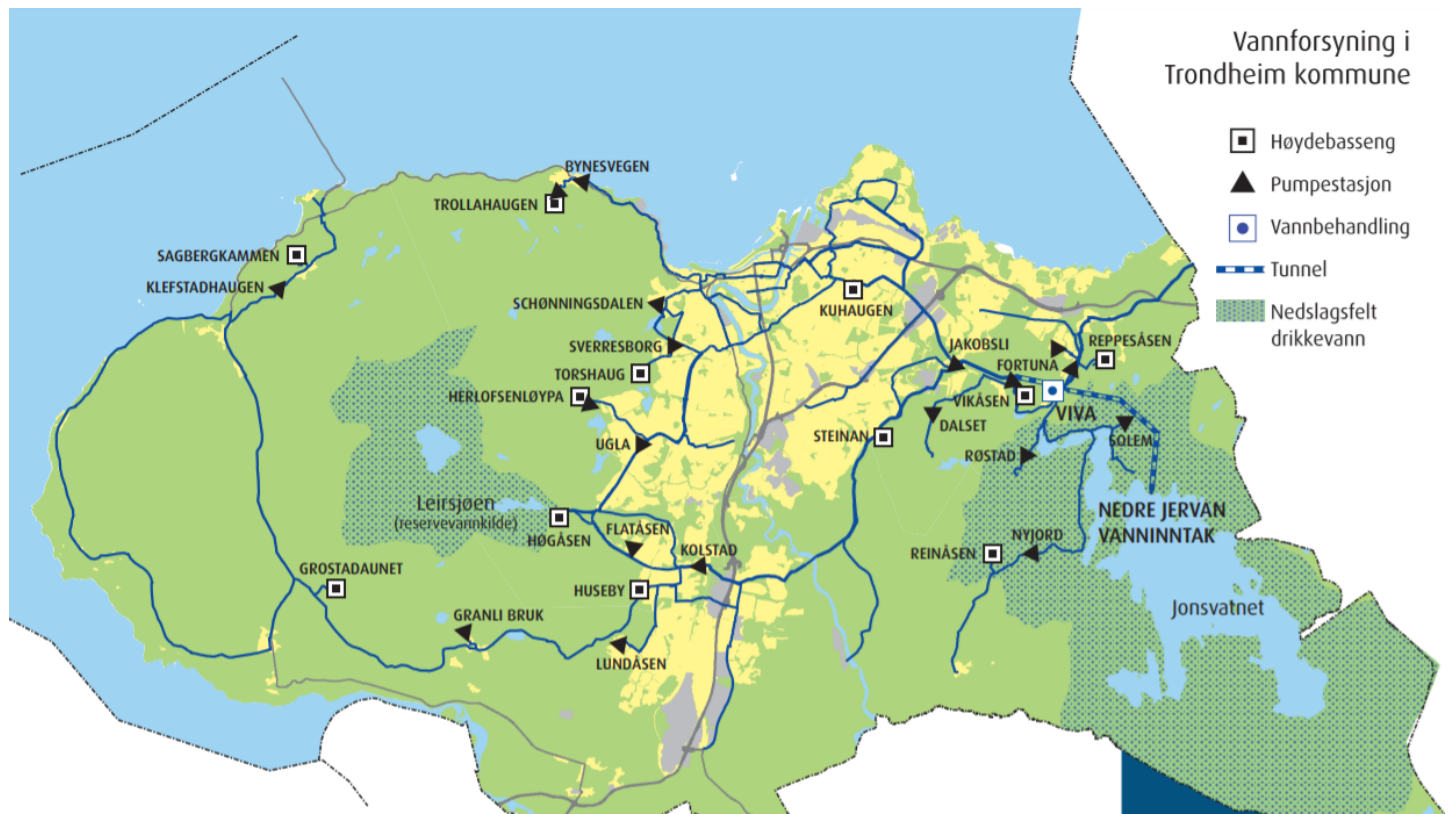 Vannforsyning i
Trondheim kommune
Høydebasseng
Pumpestasjon
Vannbehandling
Tunnel
Nedslagsfelt
drikkevann
BYNESVEGEN
TROLLAHAUGEN
SAGBERGKAMMEN
KLEFSTADHAUGEN
SCHØNNINGSDALEN
KUHAUGEN
SVERRESBORG
JAKOBSLI
REPPESÅSEN
FORTUNA
TORSHAUG
HERLOFSENLØYPA
VIKÅSEN
VIVA
DALSET
STEINAN
SOLEM
UGLA
RØSTAD
Leirsjøen
(reservevannkilde)
NEDRE JERVAN
VANNINNTAK
HØGÅSEN
FLATÅSEN
NYJORD
KOLSTAD
REINÅSEN
GROSTADAUNET
HUSEBY
Jonsvatnet
GRANLI BRUK
LUNDÅSEN